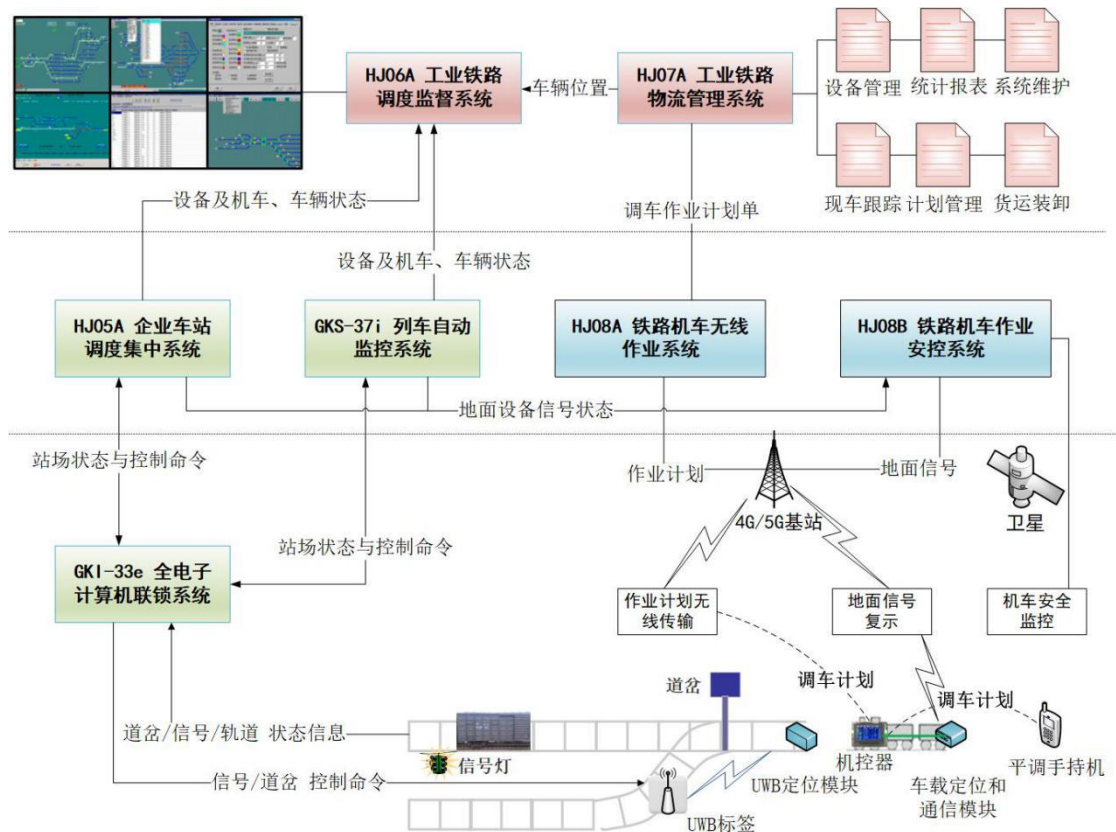 HJ06A 工业铁路
调度监督系统
车辆位置
HJ07A 工业铁路
物流管理系统
设备管理
统计报表
系统维护
现车跟踪
计划管理
货运装卸
设备及机车、车辆状态
调车作业计划单
设备及机车、车辆状态
HJ05A 企业车站
调度集中系统
GKS-37i 列车自动
监控系统
HJ08A 铁路机车无线
作业系统
HJ08B 铁路机车作业
安控系统
地面设备信号状态
站场状态与控制命令
作业计划
地面信号
4G/5G基站
卫星
站场状态与控制命令
GKI-33e 全电子
计算机联锁系统
作业计划无
线传输
地面信号
复示
机车安全
监控
道岔
调车计划
调车计划
道岔/信号/轨道 状态信息
信号灯
信号/道岔 控制命令
UWB定位模块
机控器
车载定位和
通信模块
平调手持机
UWB标签